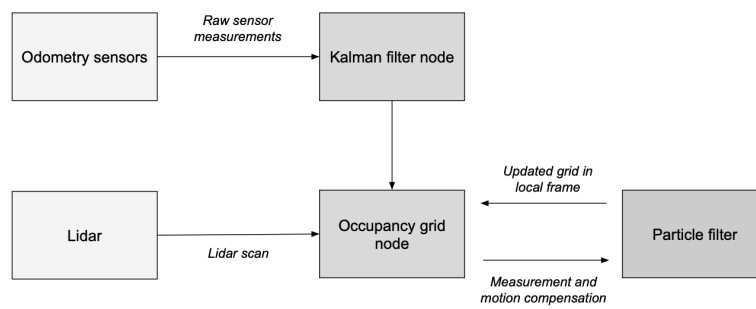 Raw sensor
measurements
Odometry sensors
Kalman filter node
Updated grid in
local frame
Lidar
Lidar scan
Occupancy grid
node
Particle filter
Measurement and
motion compensation